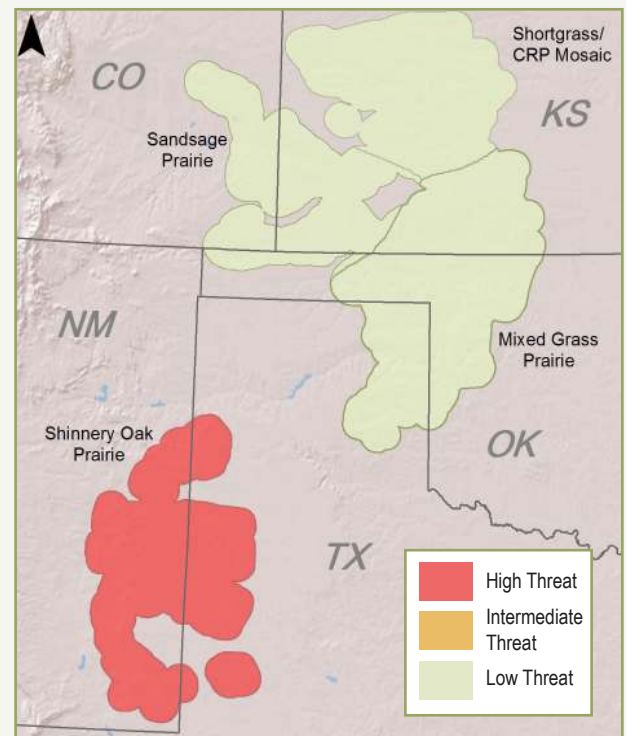 Shortgrass/
CRP Mosaic
CO
KS
Sandsage
Prairie
NM
Mixed Grass
Prairie
Shinnery Oak
Prairie
OK
TX
High Threat
Intermediate
Threat
Low Threat